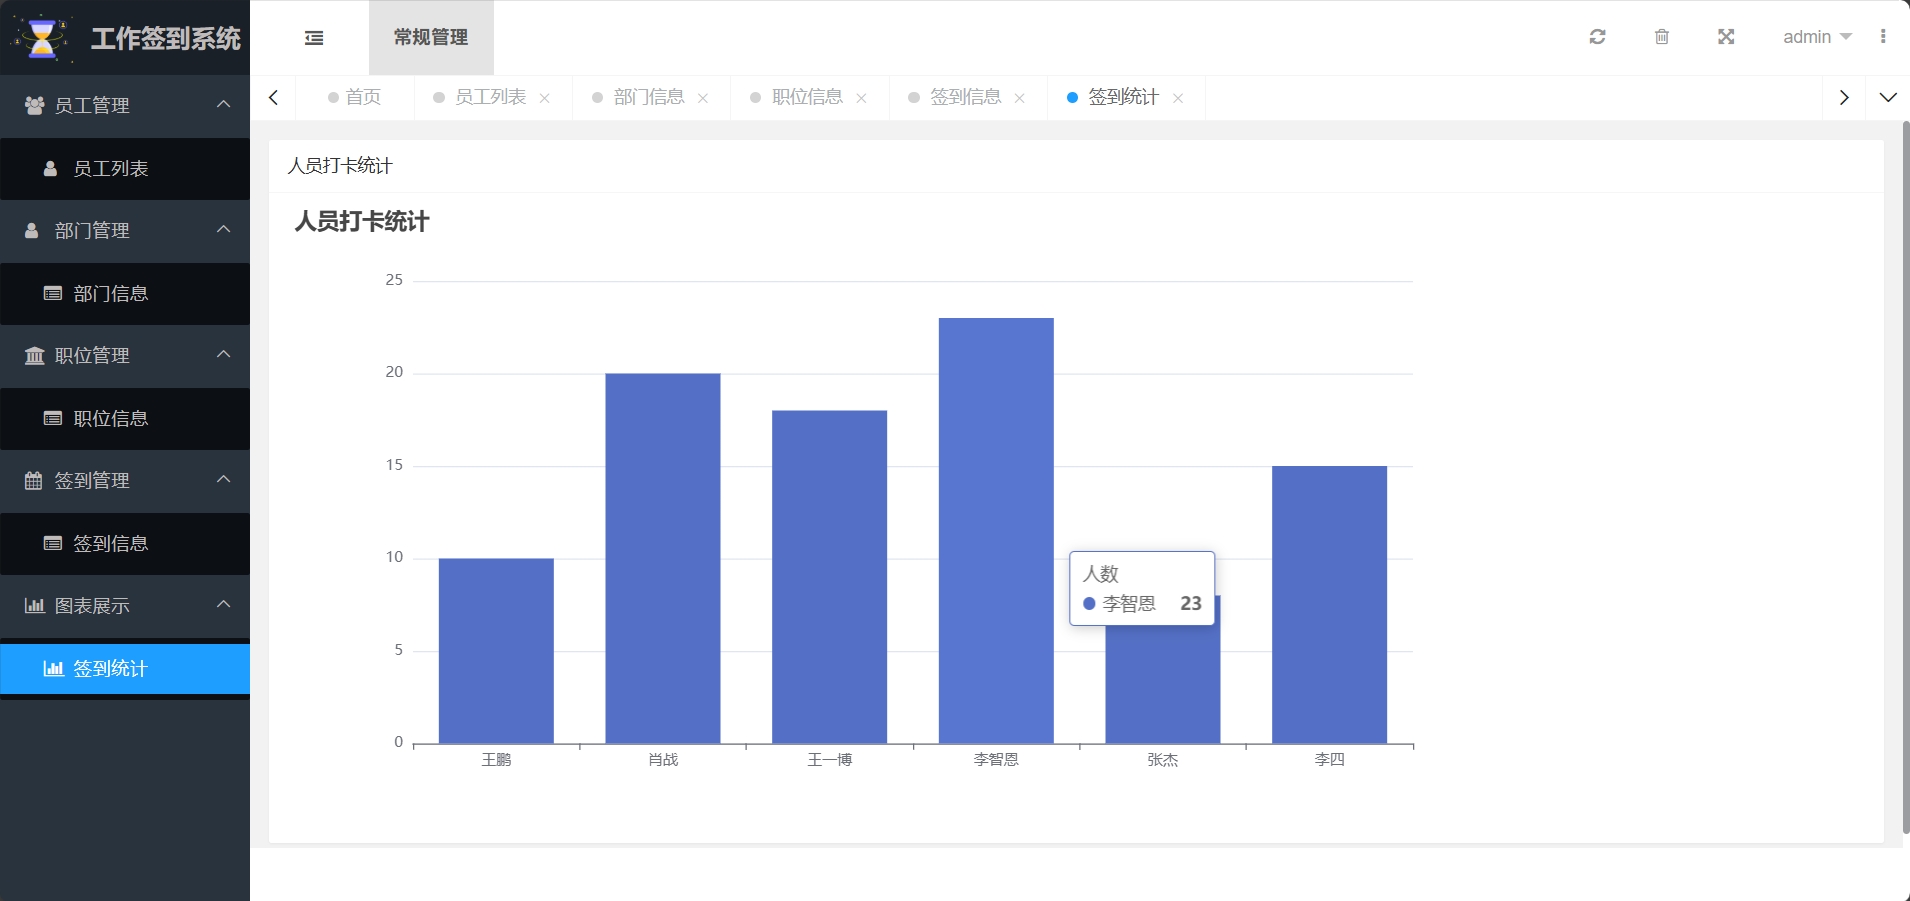 工作签到系统
常规管理
admin
员工管理
员工列表
部门管理
部门信息
职位管理
职位信息
签到管理
签到信息
图表展示
签到统计
首页
员工列表
部门信息
职位信息
签到信息
签到统计
人员打卡统计
人员打卡统计
25
20
15
10
5
0
人数
李智恩 23
王鹏
肖战
王一博
李智恩
张杰
李四